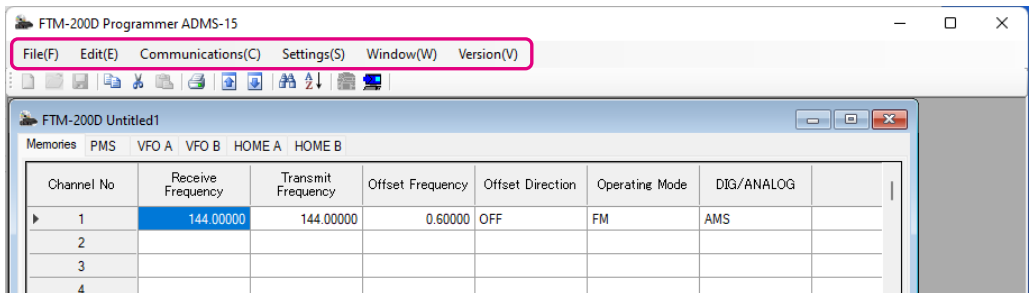 FTM-200D Programmer ADMS-15
File(F) Edit(E) Communications(C) Settings(S) Window(W) Version(V)
FTM-200D Untitled1
Memories PMS VFO A VFO B HOME A HOME B
Channel No Receive Frequency Transmit Frequency Offset Frequency Offset Direction Operating Mode DIG/ANALOG
1 144.00000 144.00000 0.60000 OFF FM AMS
2
3
4